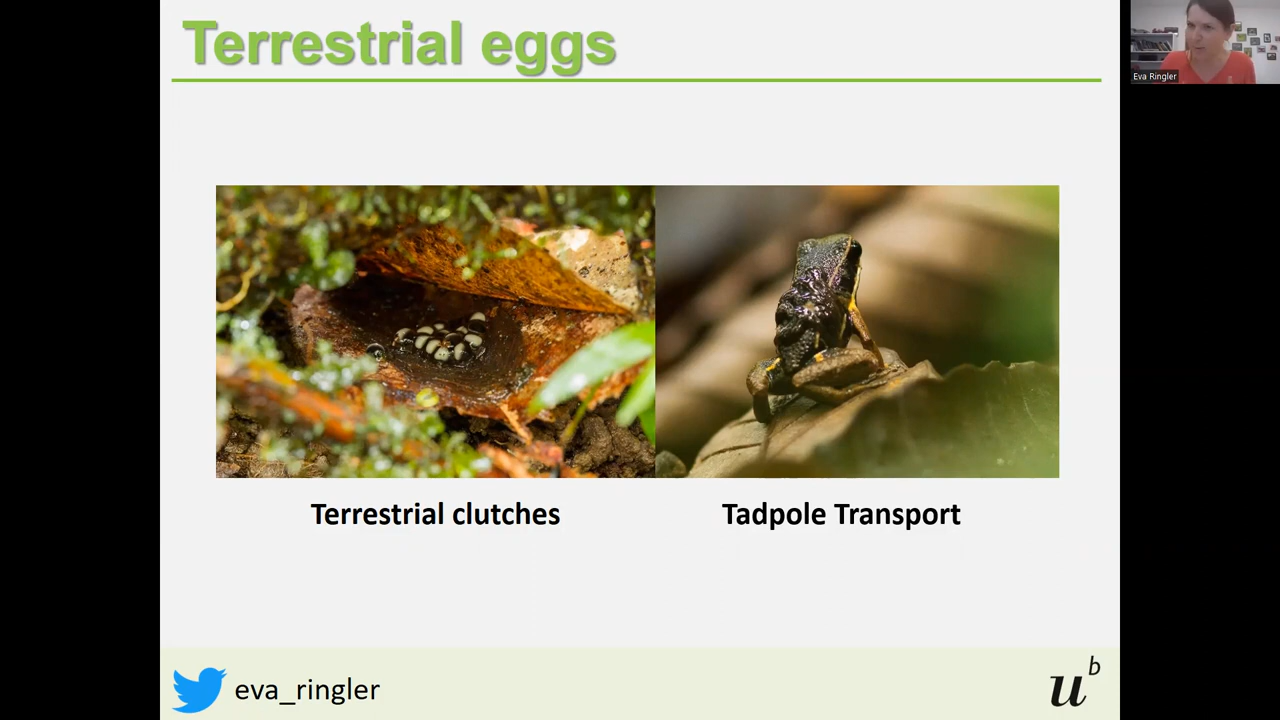 Terrestrial eggs
Eva Ringler
Terrestrial clutches
Tadpole Transport
eva_ringler
u b